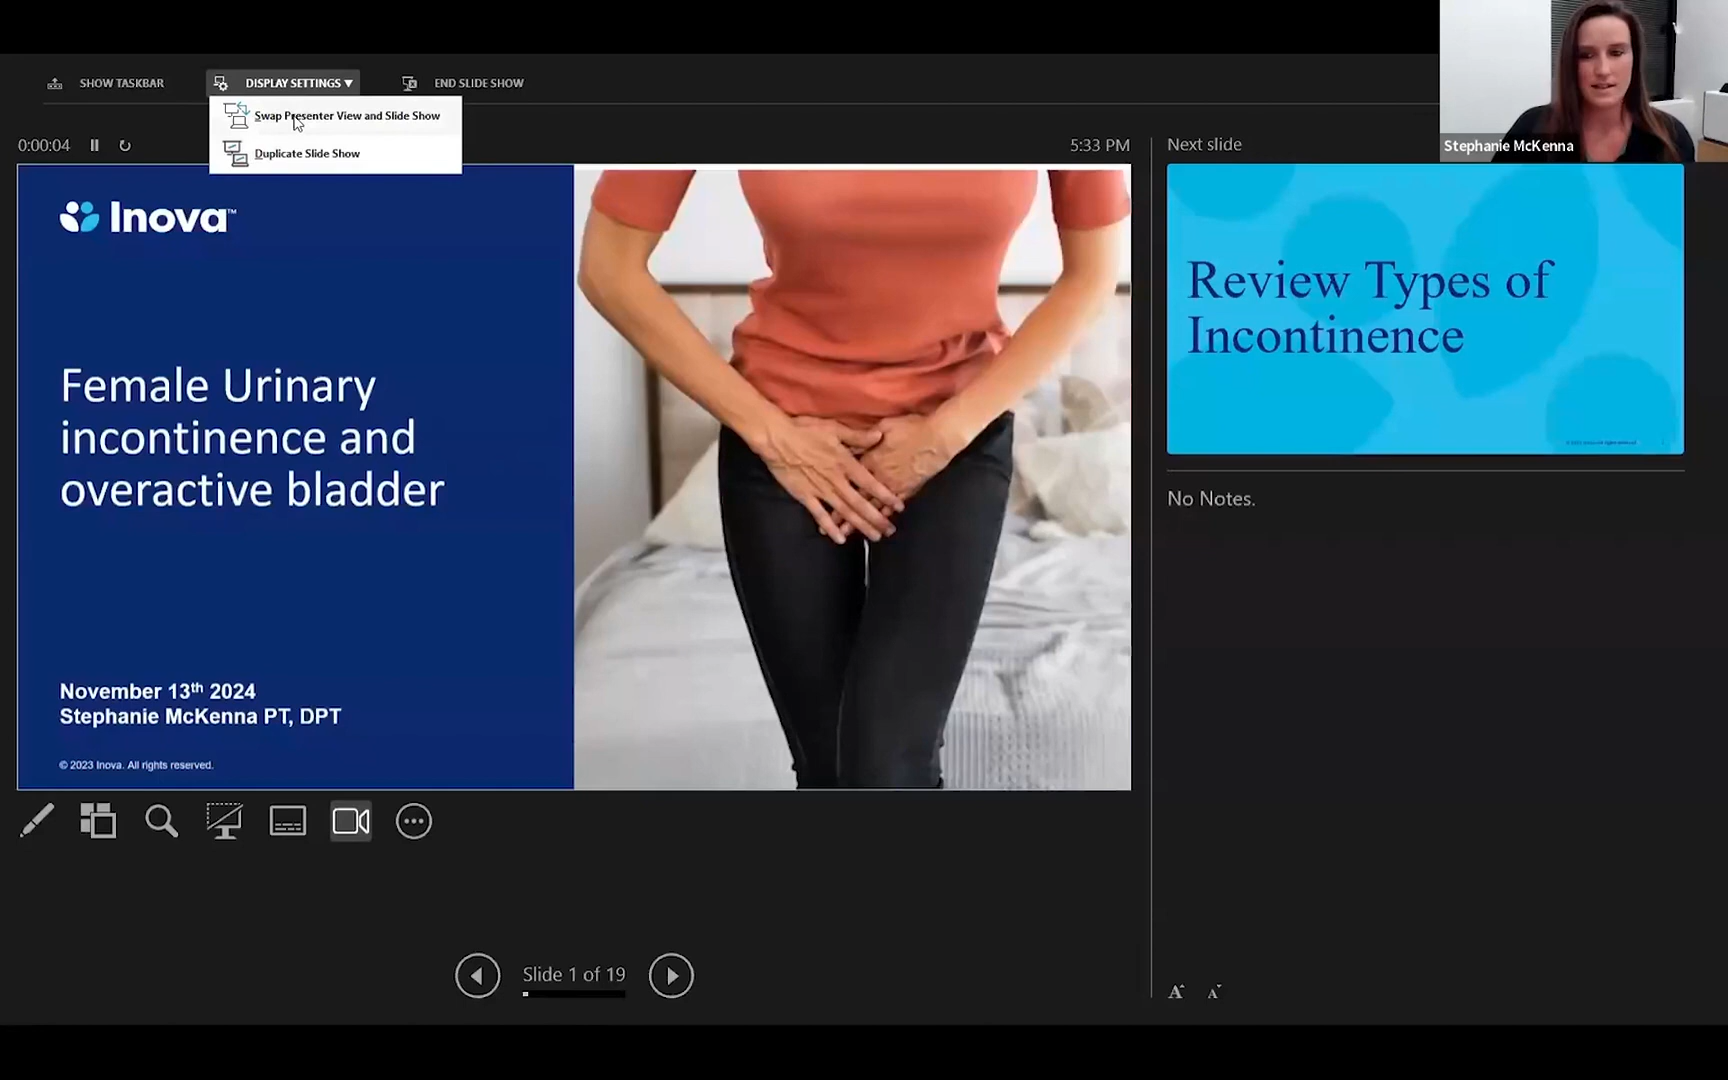 SHOW TASKBAR
DISPLAY SETTINGS ▼
END SLIDE SHOW
Swap Presenter View and Slide Show
Duplicate Slide Show
Stephanie McKenna
0:00:04
5:33 PM
Next slide
Inova™
Female Urinary
incontinence and
overactive bladder
November 13th 2024
Stephanie McKenna PT, DPT
© 2023 Inova. All rights reserved.
Review Types of
Incontinence
No Notes.
Slide 1 of 19